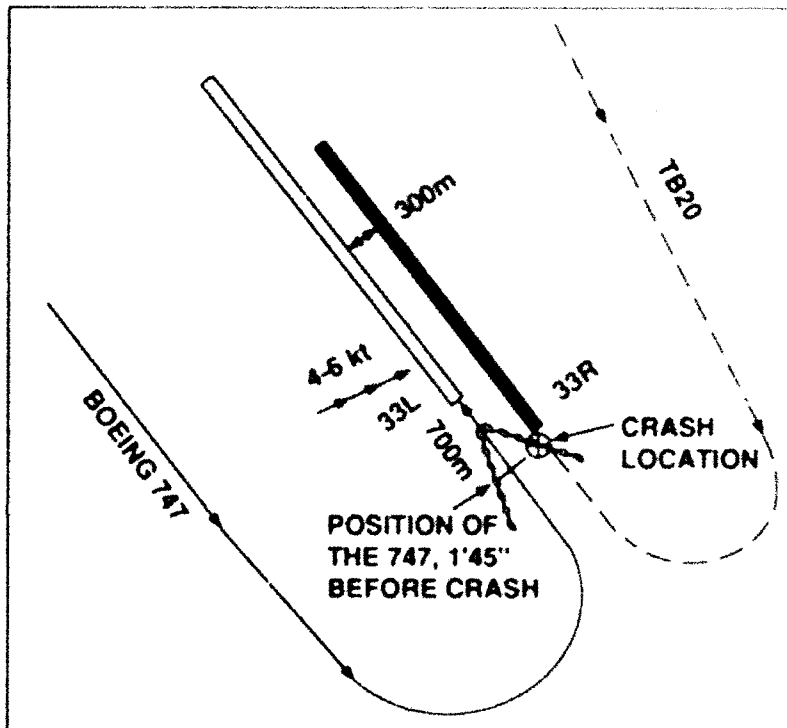 300m
TB20
4-5 kt
33L
700m
33R
BOEING 747
CRASH
LOCATION
POSITION OF
THE 747, 1'45"
BEFORE CRASH